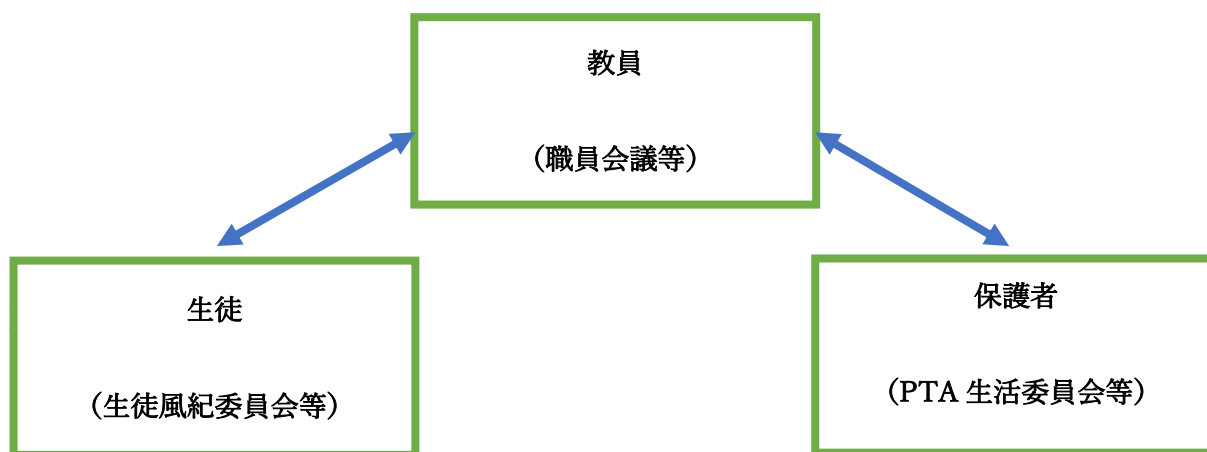 教員
（職員会議等）
生徒
（生徒風紀委員会等）
保護者
（PTA 生活委員会等）